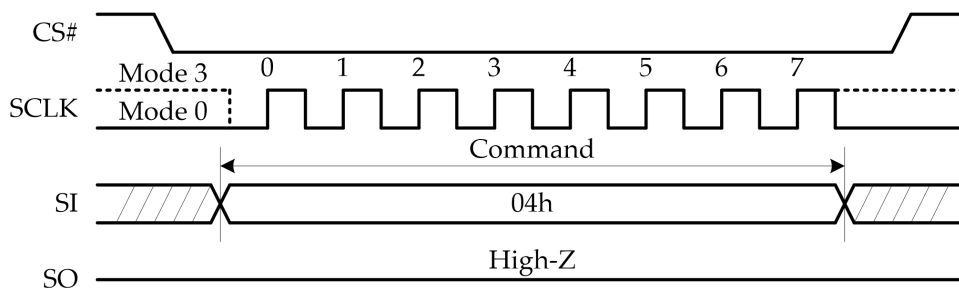 CS#
0 1 2 3 4 5 6 7
Mode 3
SCLK
Mode 0
Command
SI
04h
High-Z
SO